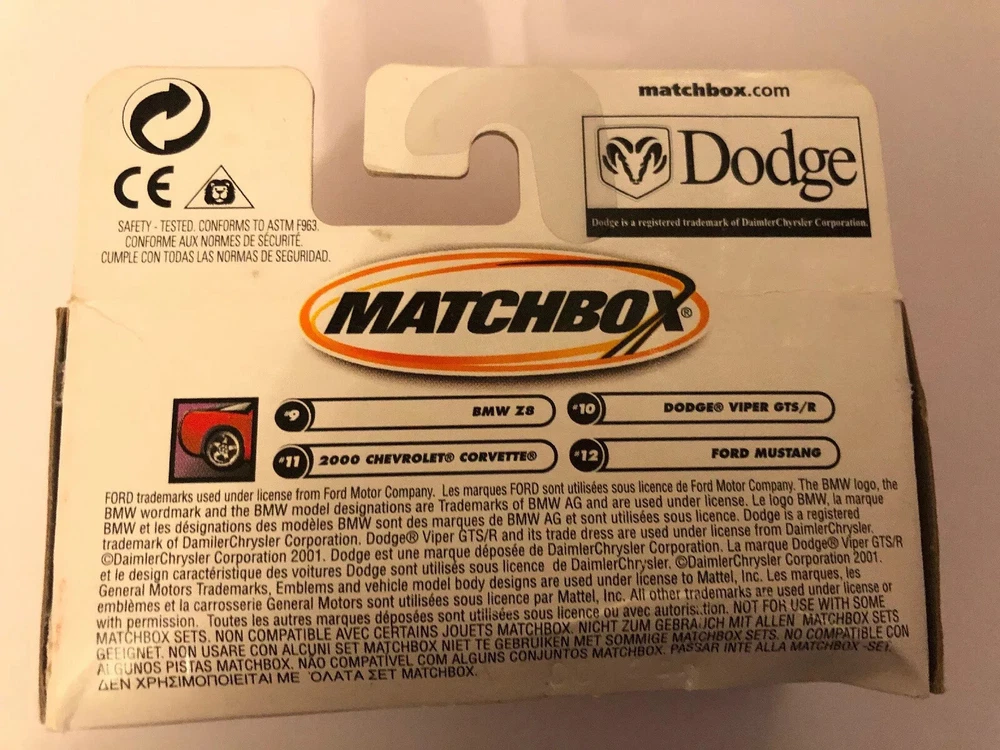 matchbox.com
Dodge
Dodge is a registered trademark of DaimlerChrysler Corporation.
CE
SAFETY - TESTED. CONFORMS TO ASTM F963.
CONFORME AUX NORMES DE SÉCURITÉ.
CUMPLE CON TODAS LAS NORMAS DE SEGURIDAD.
MATCHBOX®
#9 BMW Z8
#10 DODGE® VIPER GTS/R
#11 2000 CHEVROLET® CORVETTE®
#12 FORD MUSTANG
FORD trademarks used under license from Ford Motor Company. Les marques FORD sont utilisées sous licence de Ford Motor Company. The BMW logo, the
BMW wordmark and the BMW model designations are Trademarks of BMW AG and are used under license. Le logo BMW, la marque
BMW et les désignations des modèles BMW sont des marques de BMW AG et sont utilisées sous licence. Dodge is a registered
trademark of DamilerChrysler Corporation. Dodge® Viper GTS/R and its trade dress are used under license from DaimlerChrysler.
©DaimlerChrysler Corporation 2001. Dodge est une marque déposée de DaimlerChrysler Corporation. La marque Dodge® Viper GTS/R
et le design caractéristique des voitures Dodge sont utilisés sous licence de DaimlerChrysler. ©DaimlerChrysler Corporation 2001.
General Motors Trademarks, Emblems and vehicle model body designs are used under license to Mattel, Inc. Les marques, les
emblèmes et la carrosserie General Motors sont utilisées sous licence par Mattel, Inc. All other trademarks are used under license or
with permission. Toutes les autres marques déposées sont utilisées sous licence ou avec autorisation. NOT FOR USE WITH SOME
MATCHBOX SETS. NON COMPATIBLE AVEC CERTAINS JOUETS MATCHBOX. NICHT ZUM GEBRAUCH MIT ALLEN MATCHBOX SETS
GEEIGNET. NON USARE CON ALCUNI SET MATCHBOX NIET TE GEBRUIKEN MET SOMMIGE MATCHBOX SETS. NO COMPATIBLE CON
ALGUNOS PISTAS MATCHBOX. NÃO COMPATÍVEL COM ALGUNS CONJUNTOS MATCHBOX. PASSAR INTE ALLA MATCHBOX -SET.
ΔΕΝ ΧΡΗΣΙΜΟΠΟΙΕΙΤΑΙ ΜΕ ΌΛΑΤΑ ΣΕΤ MATCHBOX.